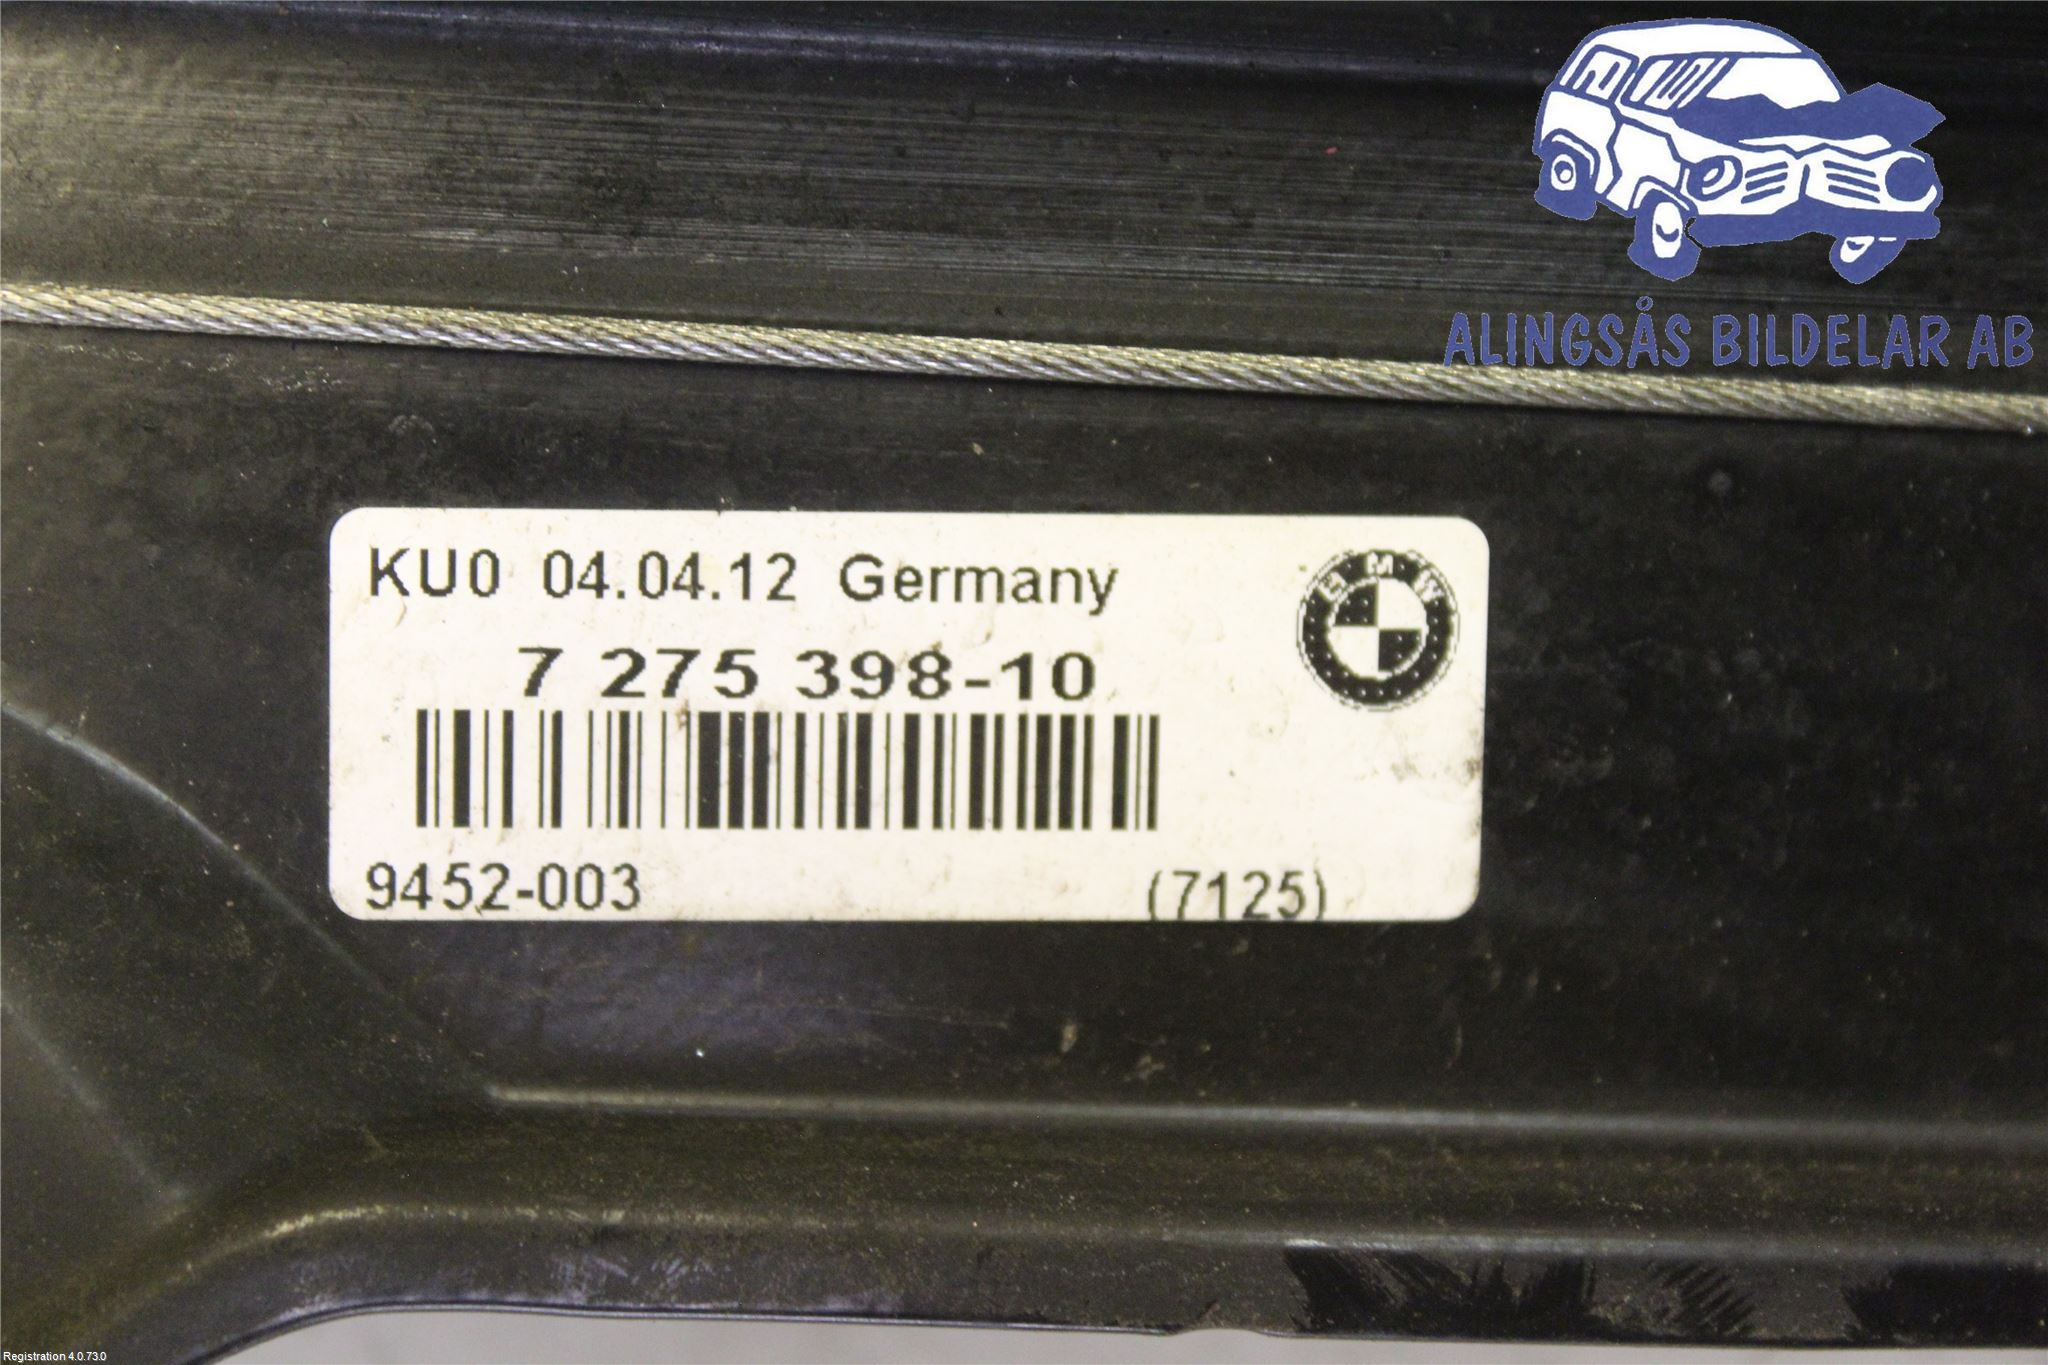 ALINGSÅS BILDELAR AB
KU0 04.04.12 Germany
BMW
7 275 398-10
9452-003 (7125)
Registration 4.0.73.0